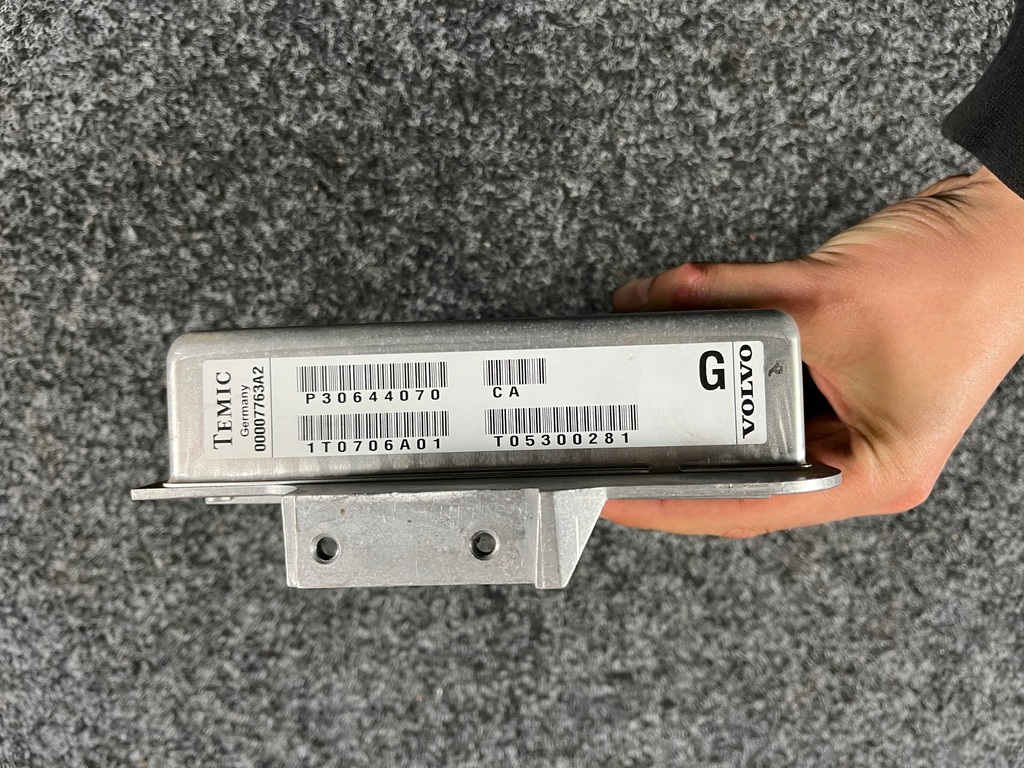 TEMIC
Germany
00007763A2
P30644070
CA
1T0706A01
T05300281
G
VOLVO